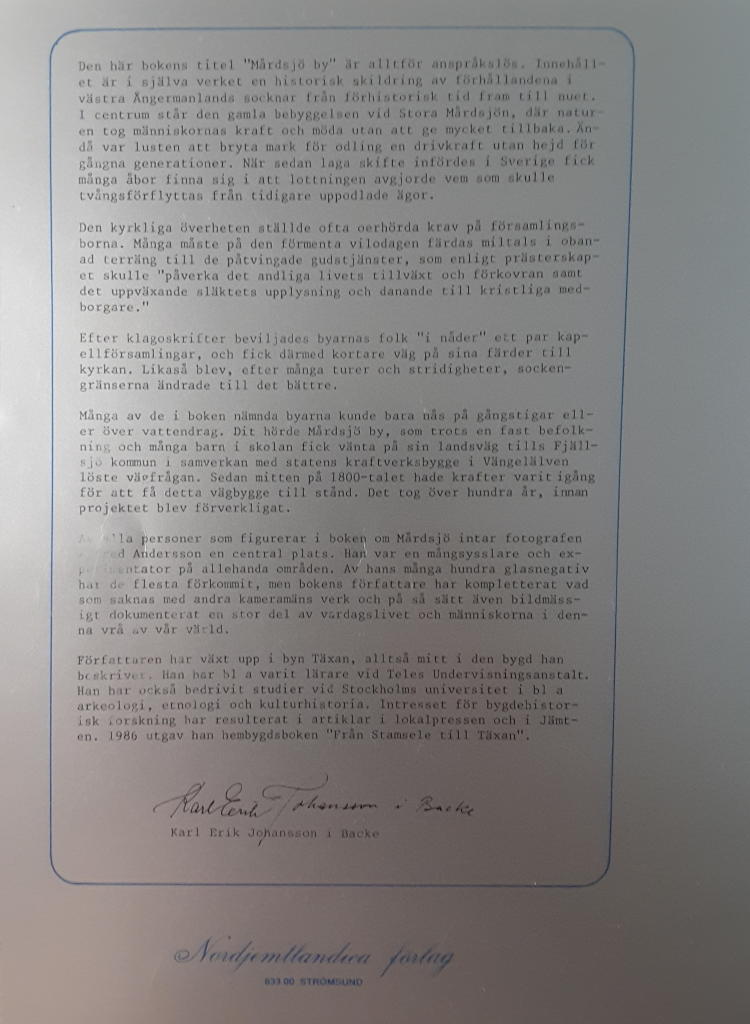 Den här bokens titel "Mårdsjö by" är alltför anspråkslös. Innehåll-
et är i själva verket en historisk skildring av förhållandena i
västra Ångermanlands socknar från förhistorisk tid fram till nuet.
I centrum står den gamla bebyggelsen vid Stora Mårdsjön, där natur-
en tog människornas kraft och möda utan att ge mycket tillbaka. Än-
då var lusten att bryta mark för odling en drivkraft utan hejd för
gångna generationer. När sedan laga skifte infördes i Sverige fick
många åbor finna sig i att lottningen avgjorde vem som skulle
tvångsförflyttas från tidigare uppodlade ägor.
Den kyrkliga överheten ställde ofta oerhörda krav på församlings-
borna. Många måste på den förmenta vilodagen färdas miltals i oban-
ad terräng till de påtvingade gudstjänster, som enligt prästerskap-
et skulle "påverka det andliga livets tillväxt och förkovran samt
det uppväxande släktets upplysning och danande till kristliga med-
borgare."
Efter klagoskrifter beviljades byarnas folk "i nåder" ett par kap-
ellförsamlingar, och fick därmed kortare väg på sina färder till
kyrkan. Likaså blev, efter många turer och stridigheter, socken-
gränserna ändrade till det bättre.
Många av de i boken nämnda byarna kunde bara nås på gångstigar ell-
er över vattendrag. Dit hörde Mårdsjö by, som trots en fast befolk-
ning och många barn i skolan fick vänta på sin landsväg tills Fjäll-
sjö kommun i samverkan med statens kraftverksbygge i Vängelälven
löste vägfrågan. Sedan mitten på 1800-talet hade krafter varit igång
för att få detta vägbygge till stånd. Det tog över hundra år, innan
projektet blev förverkligat.
personer som figurerar i boken om Mårdsjö intar fotografen
Andersson en central plats. Han var en mångsysslare och ex-
perimentator på allehanda områden. Av hans många hundra glasnegativ
har de flesta förkommit, men bokens författare har kompletterat vad
som saknas med andra kameramäns verk och på så sätt även bildmäss-
igt dokumenterat en stor del av vardagslivet och människorna i den-
na vrå av vår värld.
Författaren har växt upp i byn Täxan, alltså mitt i den bygd han
beskriver. Han har bl a varit lärare vid Teles Undervisningsanstalt.
Han har också bedrivit studier vid Stockholms universitet i bl a
arkeologi, etnologi och kulturhistoria. Intresset för bygdehistor-
isk forskning har resulterat i artiklar i lokalpressen och i Jämt-
en. 1986 utgav han hembygdsboken "Från Stamsele till Täxan".
Karl Erik Johansson i Backe
Karl Erik Johansson i Backe
©Nordjemtlandica förlag
833 00 STRÖMSUND